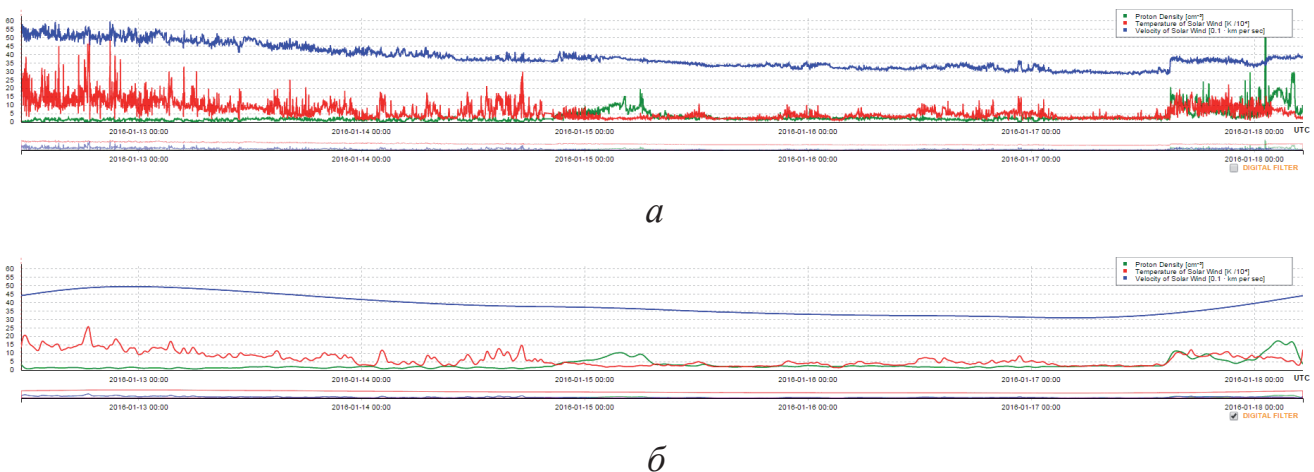 60
55
50
45
40
35
30
25
20
15
10
5
0
Proton Density [cm⁻³]
Temperature of Solar Wind [K /10⁴]
Velocity of Solar Wind [0.1 · km per sec]
2016-01-13 00:00 2016-01-14 00:00 2016-01-15 00:00 2016-01-16 00:00 2016-01-17 00:00 2016-01-18 00:00 UTC
2016-01-13 00:00 2016-01-14 00:00 2016-01-15 00:00 2016-01-16 00:00 2016-01-17 00:00 2016-01-18 00:00
DIGITAL FILTER
а
60
55
50
45
40
35
30
25
20
15
10
5
0
Proton Density [cm⁻³]
Temperature of Solar Wind [K /10⁴]
Velocity of Solar Wind [0.1 · km per sec]
2016-01-13 00:00 2016-01-14 00:00 2016-01-15 00:00 2016-01-16 00:00 2016-01-17 00:00 2016-01-18 00:00 UTC
2016-01-13 00:00 2016-01-14 00:00 2016-01-15 00:00 2016-01-16 00:00 2016-01-17 00:00 2016-01-18 00:00
DIGITAL FILTER
б